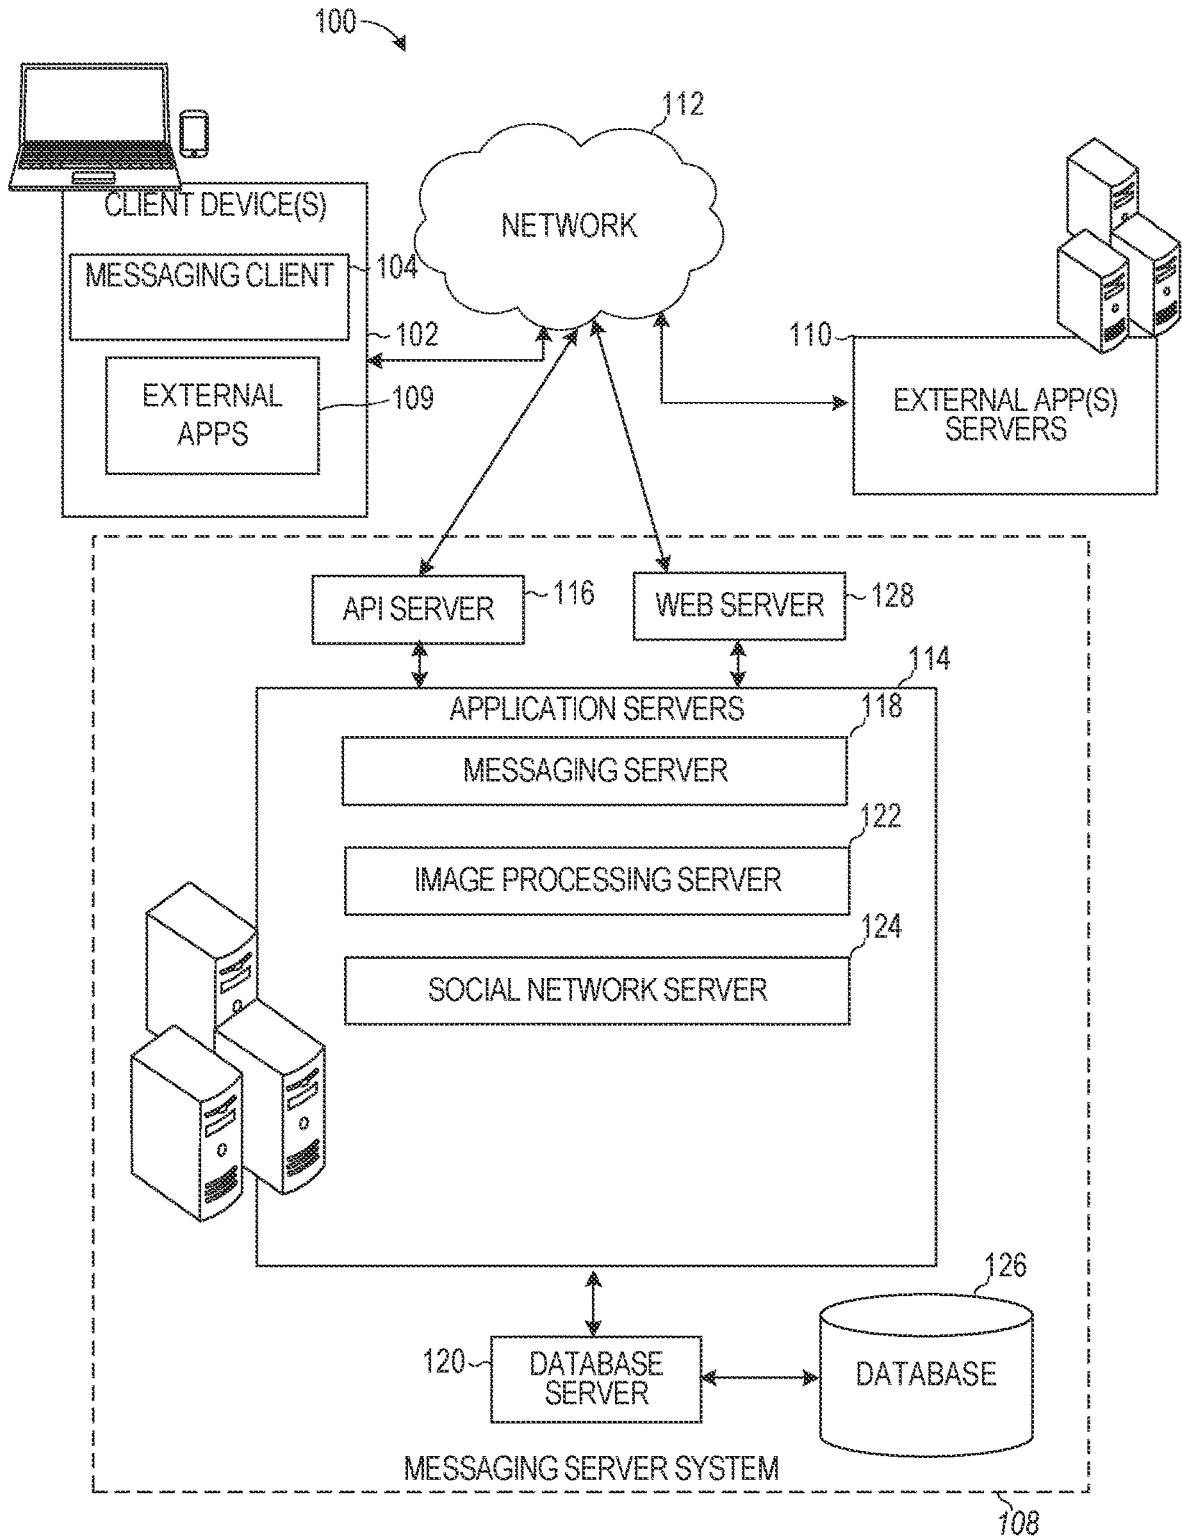 100
112
CLIENT DEVICE(S)
NETWORK
MESSAGING CLIENT
104
102
110
EXTERNAL
APPS
109
EXTERNAL APP(S)
SERVERS
API SERVER
116
WEB SERVER
128
114
APPLICATION SERVERS
118
MESSAGING SERVER
122
IMAGE PROCESSING SERVER
124
SOCIAL NETWORK SERVER
126
120
DATABASE
SERVER
DATABASE
MESSAGING SERVER SYSTEM
108